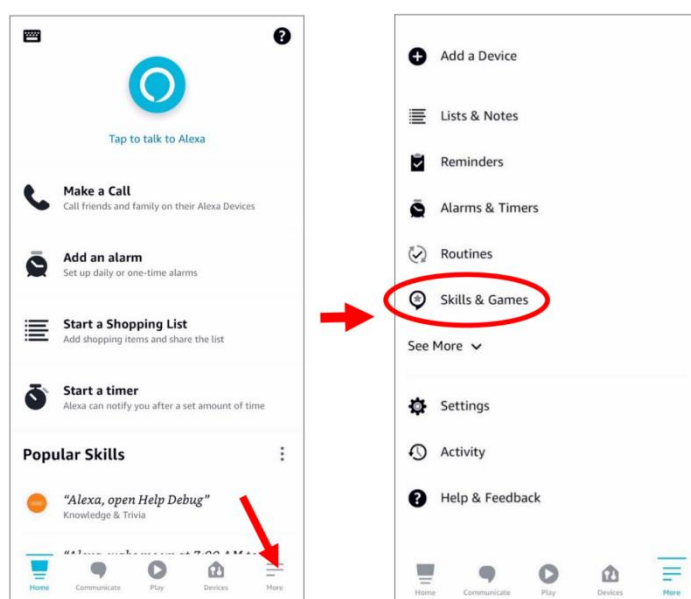 Tap to talk to Alexa
Make a Call
Call friends and family on their Alexa Devices
Add an alarm
Set up daily or one-time alarms
Start a Shopping List
Add shopping items and share the list
Start a timer
Alexa can notify you after a set amount of time
Popular Skills
“Alexa, open Help Debug”
Knowledge & Trivia
Home Communicate Play Devices More
Add a Device
Lists & Notes
Reminders
Alarms & Timers
Routines
Skills & Games
See More
Settings
Activity
Help & Feedback
Home Communicate Play Devices More